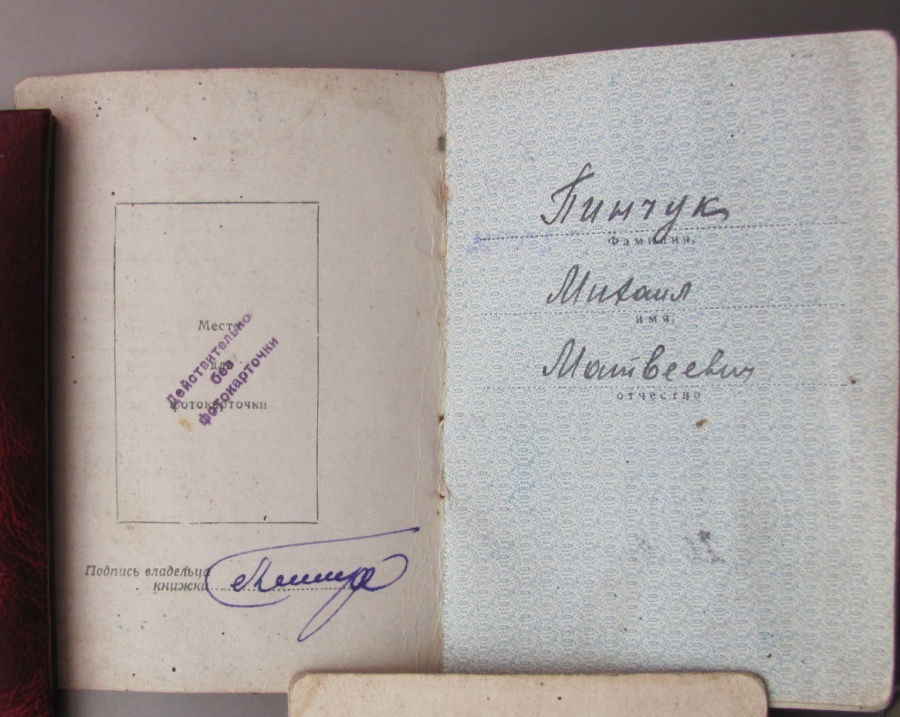 Место
для
фотокарточки
Действительно
без
фотокарточки
Подпись владельца
книжки
Пинчук
Фамилия,
Михаил
имя,
Матвеевич
отчество